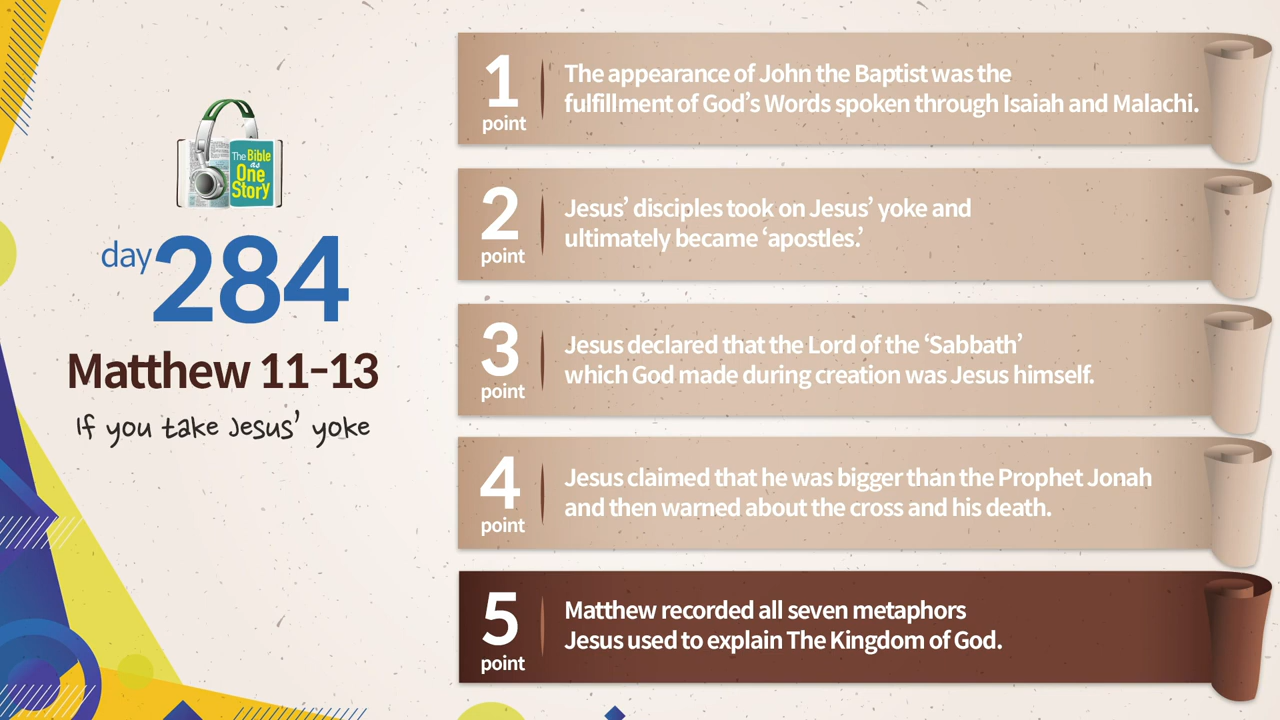 The Bible
as
One
Story
day 284
Matthew 11-13
If you take Jesus’ yoke
1
point
The appearance of John the Baptist was the
fulfillment of God’s Words spoken through Isaiah and Malachi.
2
point
Jesus’ disciples took on Jesus’ yoke and
ultimately became ‘apostles.’
3
point
Jesus declared that the Lord of the ‘Sabbath’
which God made during creation was Jesus himself.
4
point
Jesus claimed that he was bigger than the Prophet Jonah
and then warned about the cross and his death.
5
point
Matthew recorded all seven metaphors
Jesus used to explain The Kingdom of God.